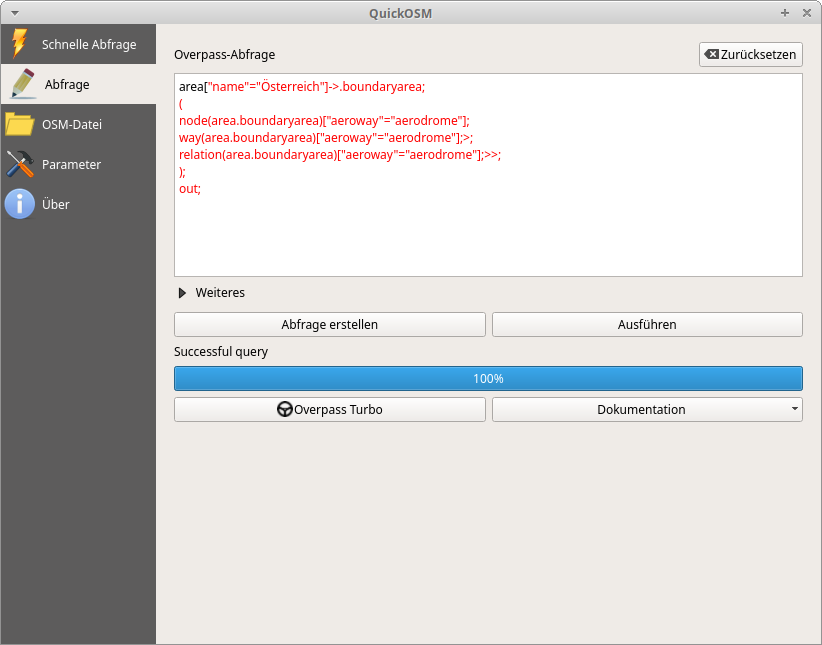 QuickOSM
Schnelle Abfrage
Abfrage
OSM-Datei
Parameter
Über
Overpass-Abfrage
Zurücksetzen
area["name"="Österreich"]->.boundaryarea;
(
node(area.boundaryarea)["aeroway"="aerodrome"];
way(area.boundaryarea)["aeroway"="aerodrome"];>;
relation(area.boundaryarea)["aeroway"="aerodrome"];>>;
);
out;
Weiteres
Abfrage erstellen
Ausführen
Successful query
100%
Overpass Turbo
Dokumentation